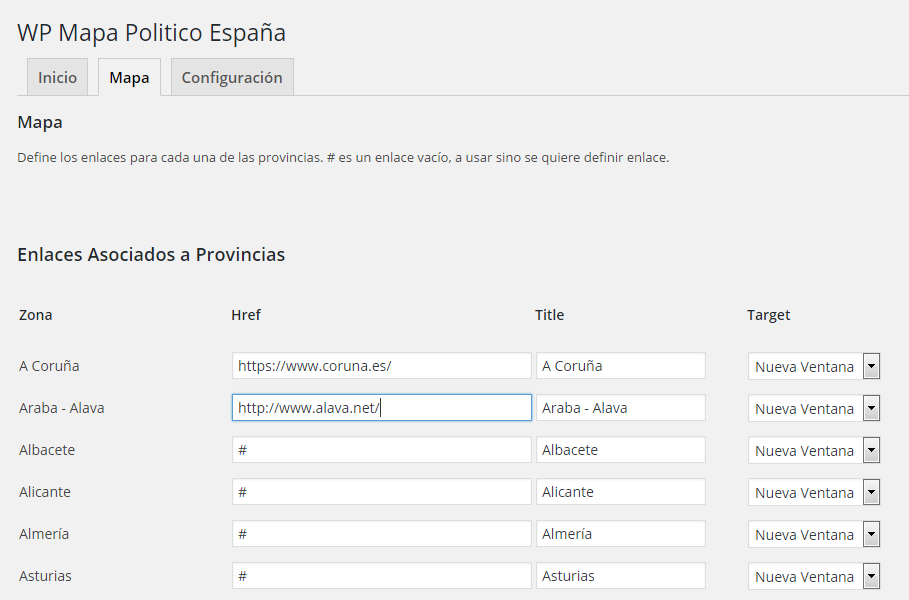 WP Mapa Politico España
Inicio Mapa Configuración
Mapa
Define los enlaces para cada una de las provincias. # es un enlace vacío, a usar sino se quiere definir enlace.
Enlaces Asociados a Provincias
Zona Href Title Target
A Coruña https://www.coruna.es/ A Coruña Nueva Ventana
Araba - Alava http://www.alava.net/ Araba - Alava Nueva Ventana
Albacete # Albacete Nueva Ventana
Alicante # Alicante Nueva Ventana
Almería # Almería Nueva Ventana
Asturias # Asturias Nueva Ventana